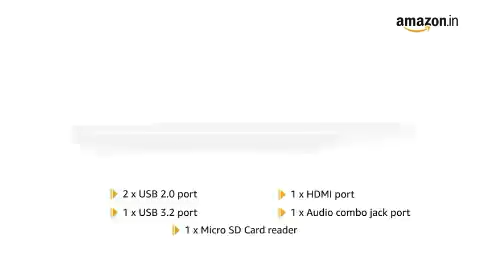 amazon.in
2 x USB 2.0 port
1 x HDMI port
1 x USB 3.2 port
1 x Audio combo jack port
1 x Micro SD Card reader